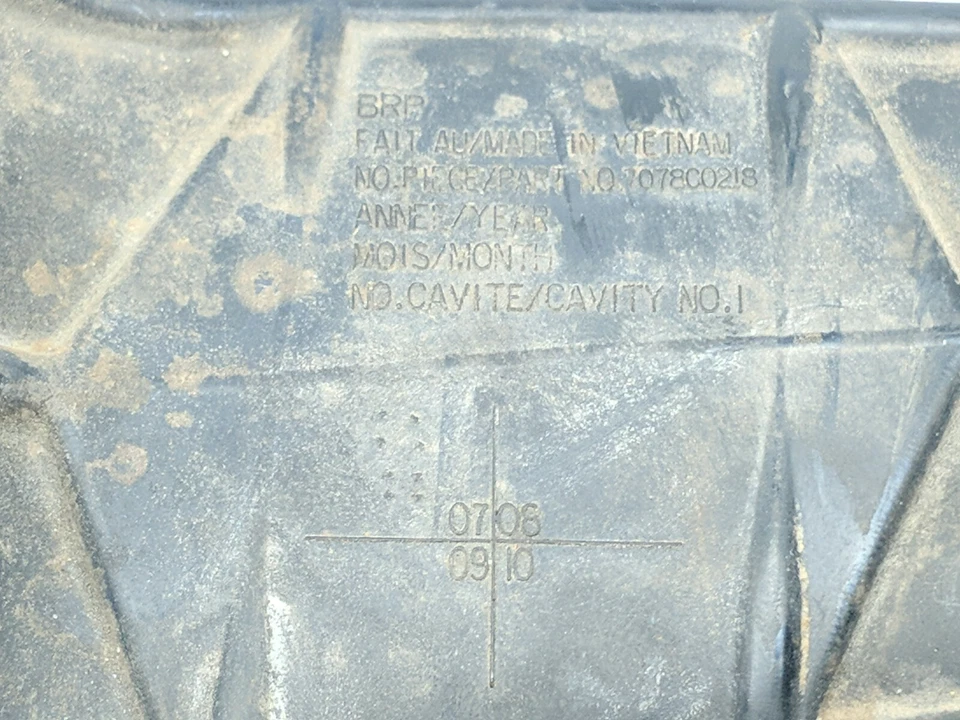 BRP
FAIT AU/MADE IN VIETNAM
NO.PIECE/PART NO.707800218
ANNEE/YEAR
MOIS/MONTH
NO.CAVITE/CAVITY NO.1
07 08
09 10